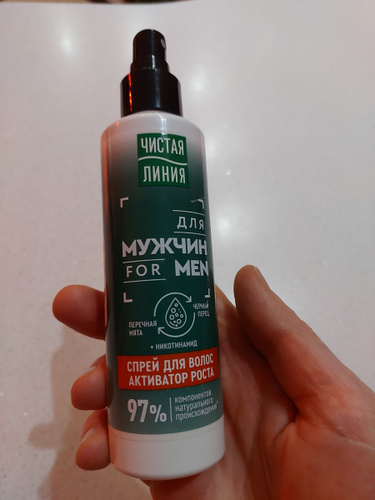 ЧИСТАЯ
ЛИНИЯ
ДЛЯ
МУЖЧИН
FOR MEN
ЧЕРНЫЙ
ПЕРЕЦ
ПЕРЕЧНАЯ
МЯТА
+ НИКОТИНАМИД
СПРЕЙ ДЛЯ ВОЛОС
АКТИВАТОР РОСТА
97% компонентов
натурального
происхождения